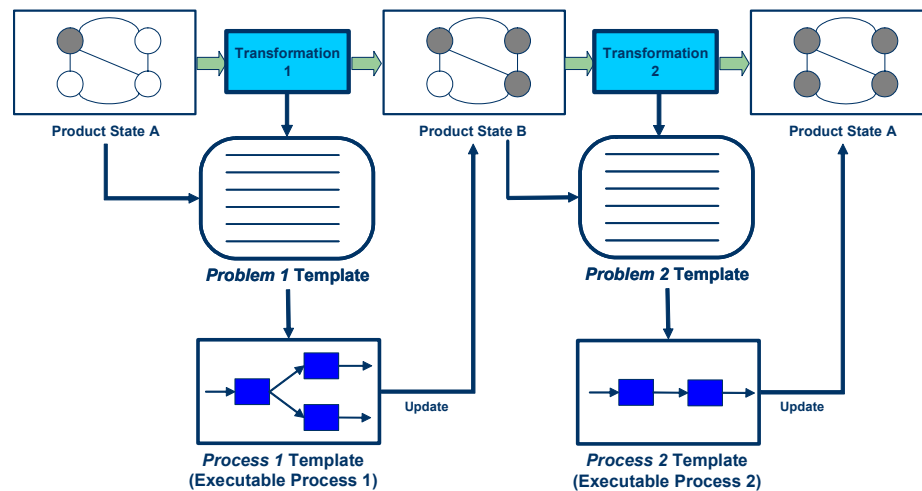 Transformation
1
Transformation
2
Product State A
Product State B
Product State A
Problem 1 Template
Problem 2 Template
Update
Update
Process 1 Template
(Executable Process 1)
Process 2 Template
(Executable Process 2)